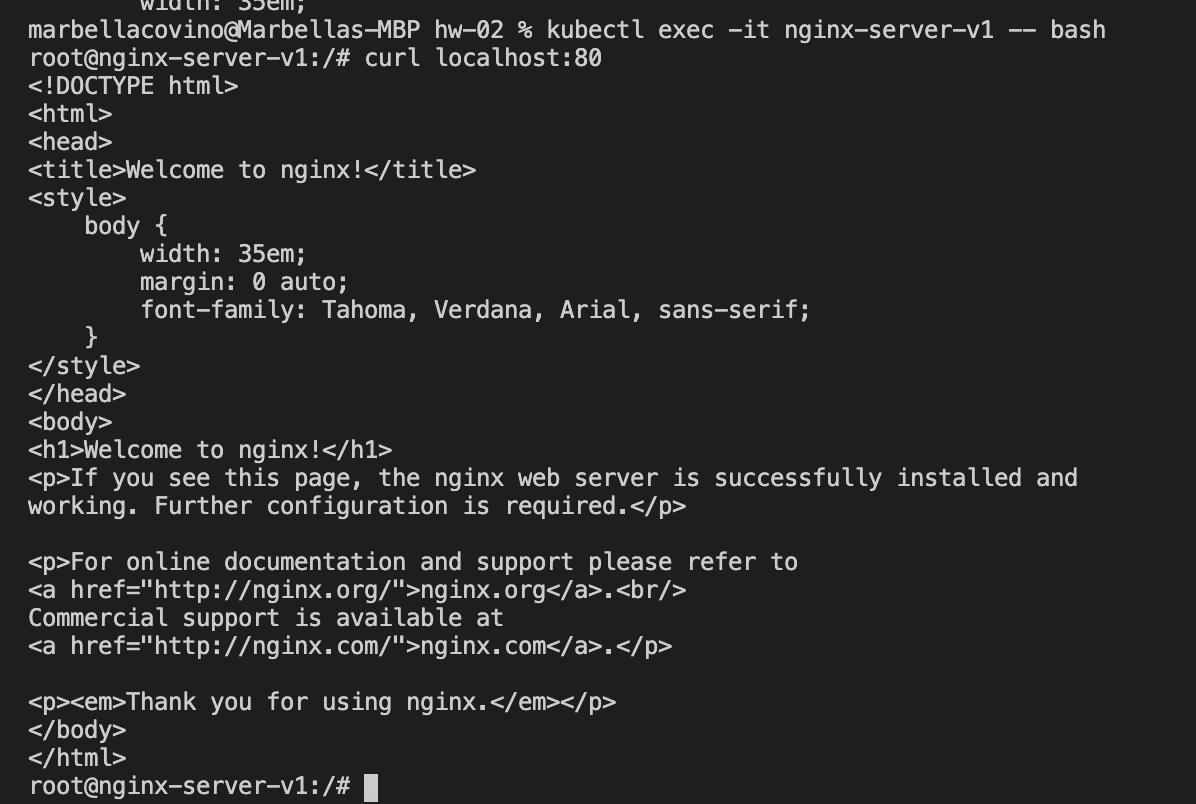 width: 35em;
marbellacovino@Marbellas-MBP hw-02 % kubectl exec -it nginx-server-v1 -- bash
root@nginx-server-v1:/# curl localhost:80
<!DOCTYPE html>
<html>
<head>
<title>Welcome to nginx!</title>
<style>
    body {
        width: 35em;
        margin: 0 auto;
        font-family: Tahoma, Verdana, Arial, sans-serif;
    }
</style>
</head>
<body>
<h1>Welcome to nginx!</h1>
<p>If you see this page, the nginx web server is successfully installed and
working. Further configuration is required.</p>

<p>For online documentation and support please refer to
<a href="http://nginx.org/">nginx.org</a>.<br/>
Commercial support is available at
<a href="http://nginx.com/">nginx.com</a>.</p>

<p><em>Thank you for using nginx.</em></p>
</body>
</html>
root@nginx-server-v1:/#